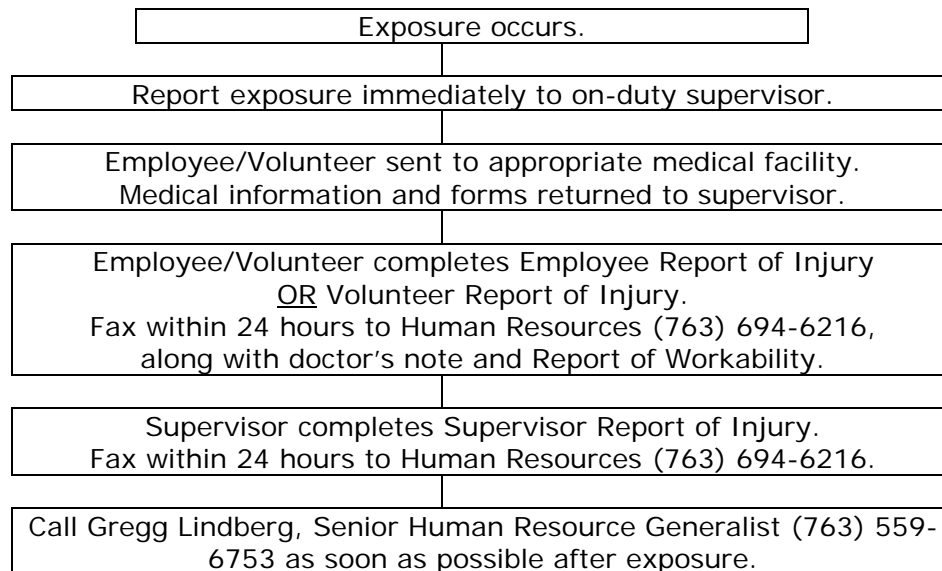 Exposure occurs.
Report exposure immediately to on-duty supervisor.
Employee/Volunteer sent to appropriate medical facility.
Medical information and forms returned to supervisor.
Employee/Volunteer completes Employee Report of Injury
OR Volunteer Report of Injury.
Fax within 24 hours to Human Resources (763) 694-6216,
along with doctor's note and Report of Workability.
Supervisor completes Supervisor Report of Injury.
Fax within 24 hours to Human Resources (763) 694-6216.
Call Gregg Lindberg, Senior Human Resource Generalist (763) 559-
6753 as soon as possible after exposure.